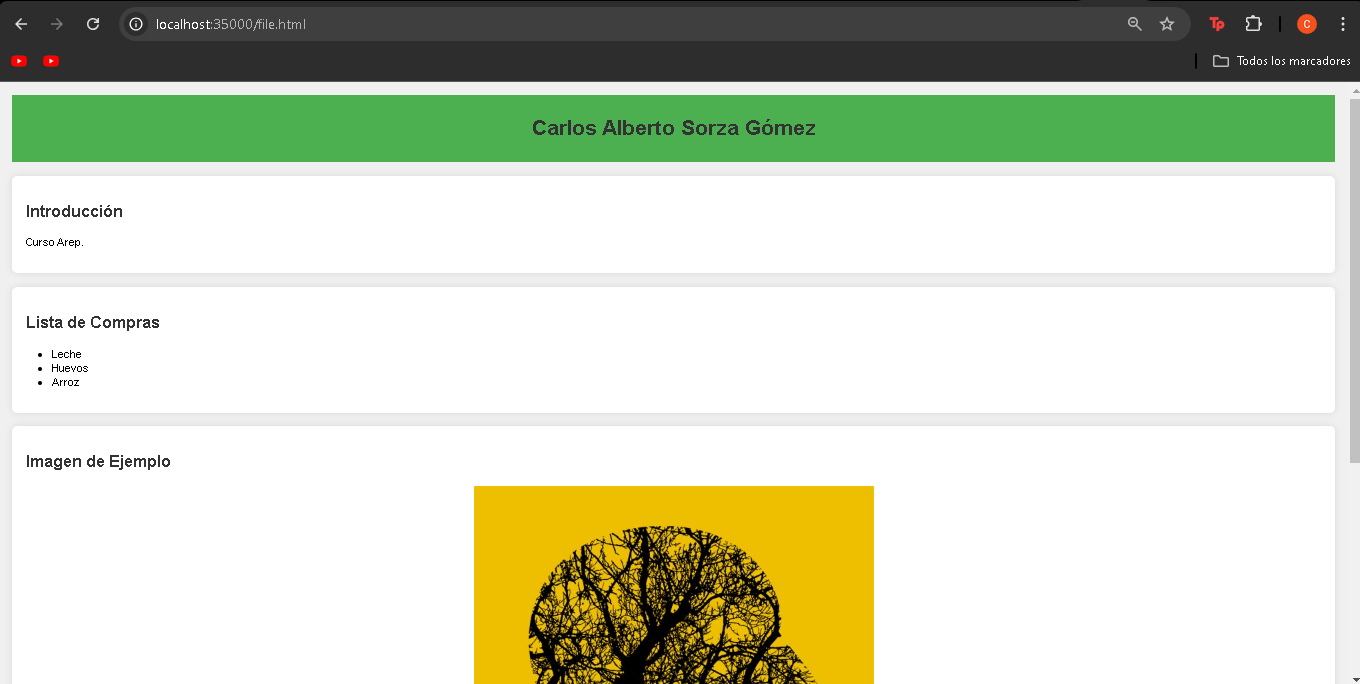 localhost:35000/file.html
Tp
C
Todos los marcadores
Carlos Alberto Sorza Gómez
Introducción
Curso Arep.
Lista de Compras
Leche
Huevos
Arroz
Imagen de Ejemplo